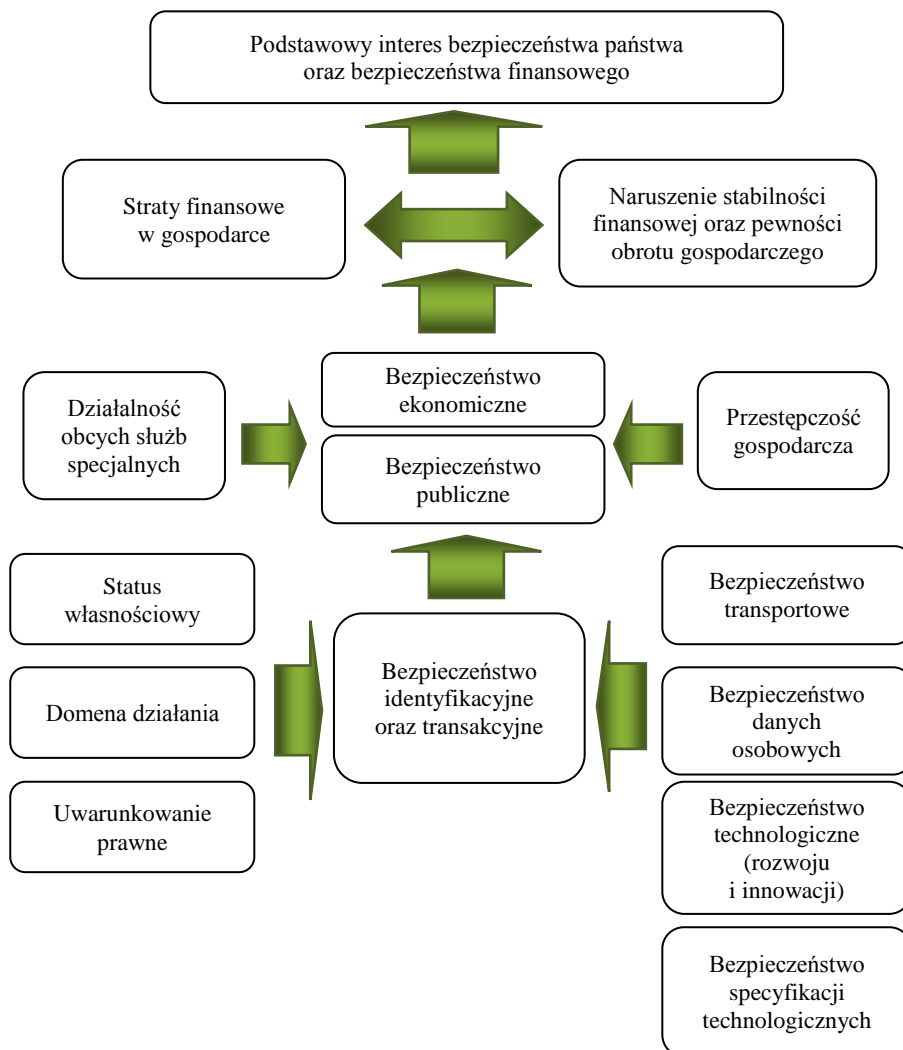 Podstawowy interes bezpieczeństwa państwa
oraz bezpieczeństwa finansowego
Straty finansowe
w gospodarce
Naruszenie stabilności
finansowej oraz pewności
obrotu gospodarczego
Działalność
obcych służb
specjalnych
Bezpieczeństwo
ekonomiczne
Bezpieczeństwo
publiczne
Przestępczość
gospodarcza
Status
własnościowy
Domena działania
Uwarunkowanie
prawne
Bezpieczeństwo
identyfikacyjne
oraz transakcyjne
Bezpieczeństwo
transportowe
Bezpieczeństwo
danych
osobowych
Bezpieczeństwo
technologiczne
(rozwoju
i innowacji)
Bezpieczeństwo
specyfikacji
technologicznych